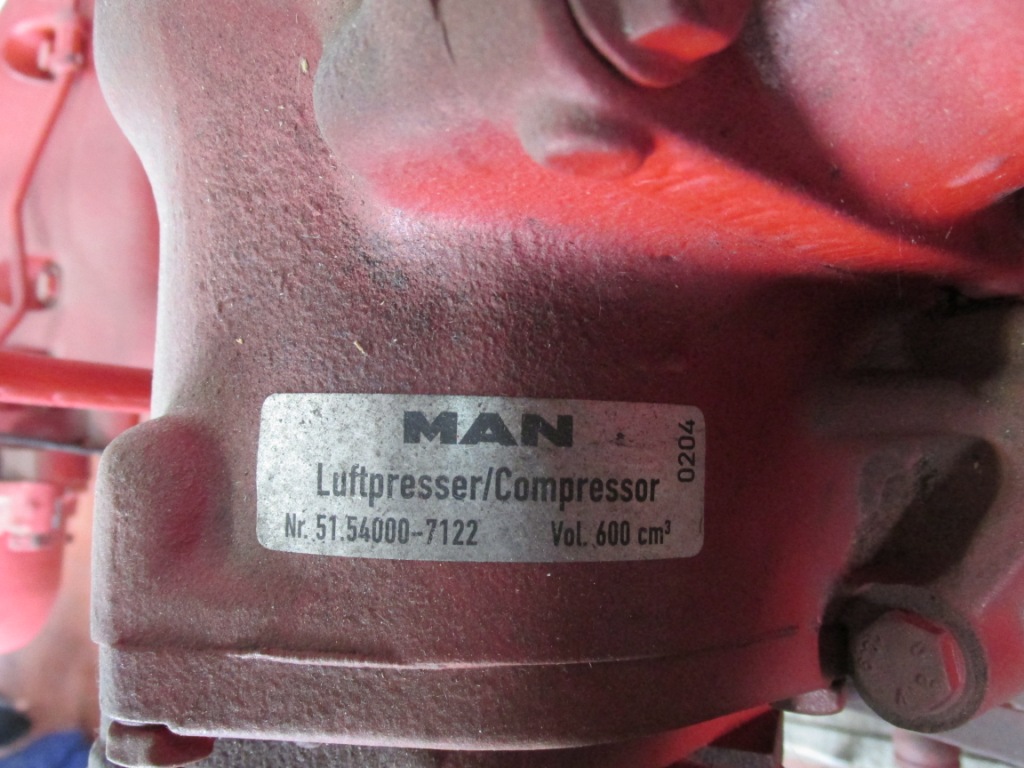 MAN
Luftpresser/Compressor
Nr. 51.54000-7122 Vol. 600 cm³
0204